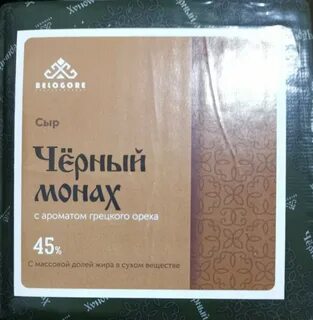 BELOGORE
Сыр
Чёрный
монах
с ароматом грецкого ореха
45%
С массовой долей жира в сухом веществе